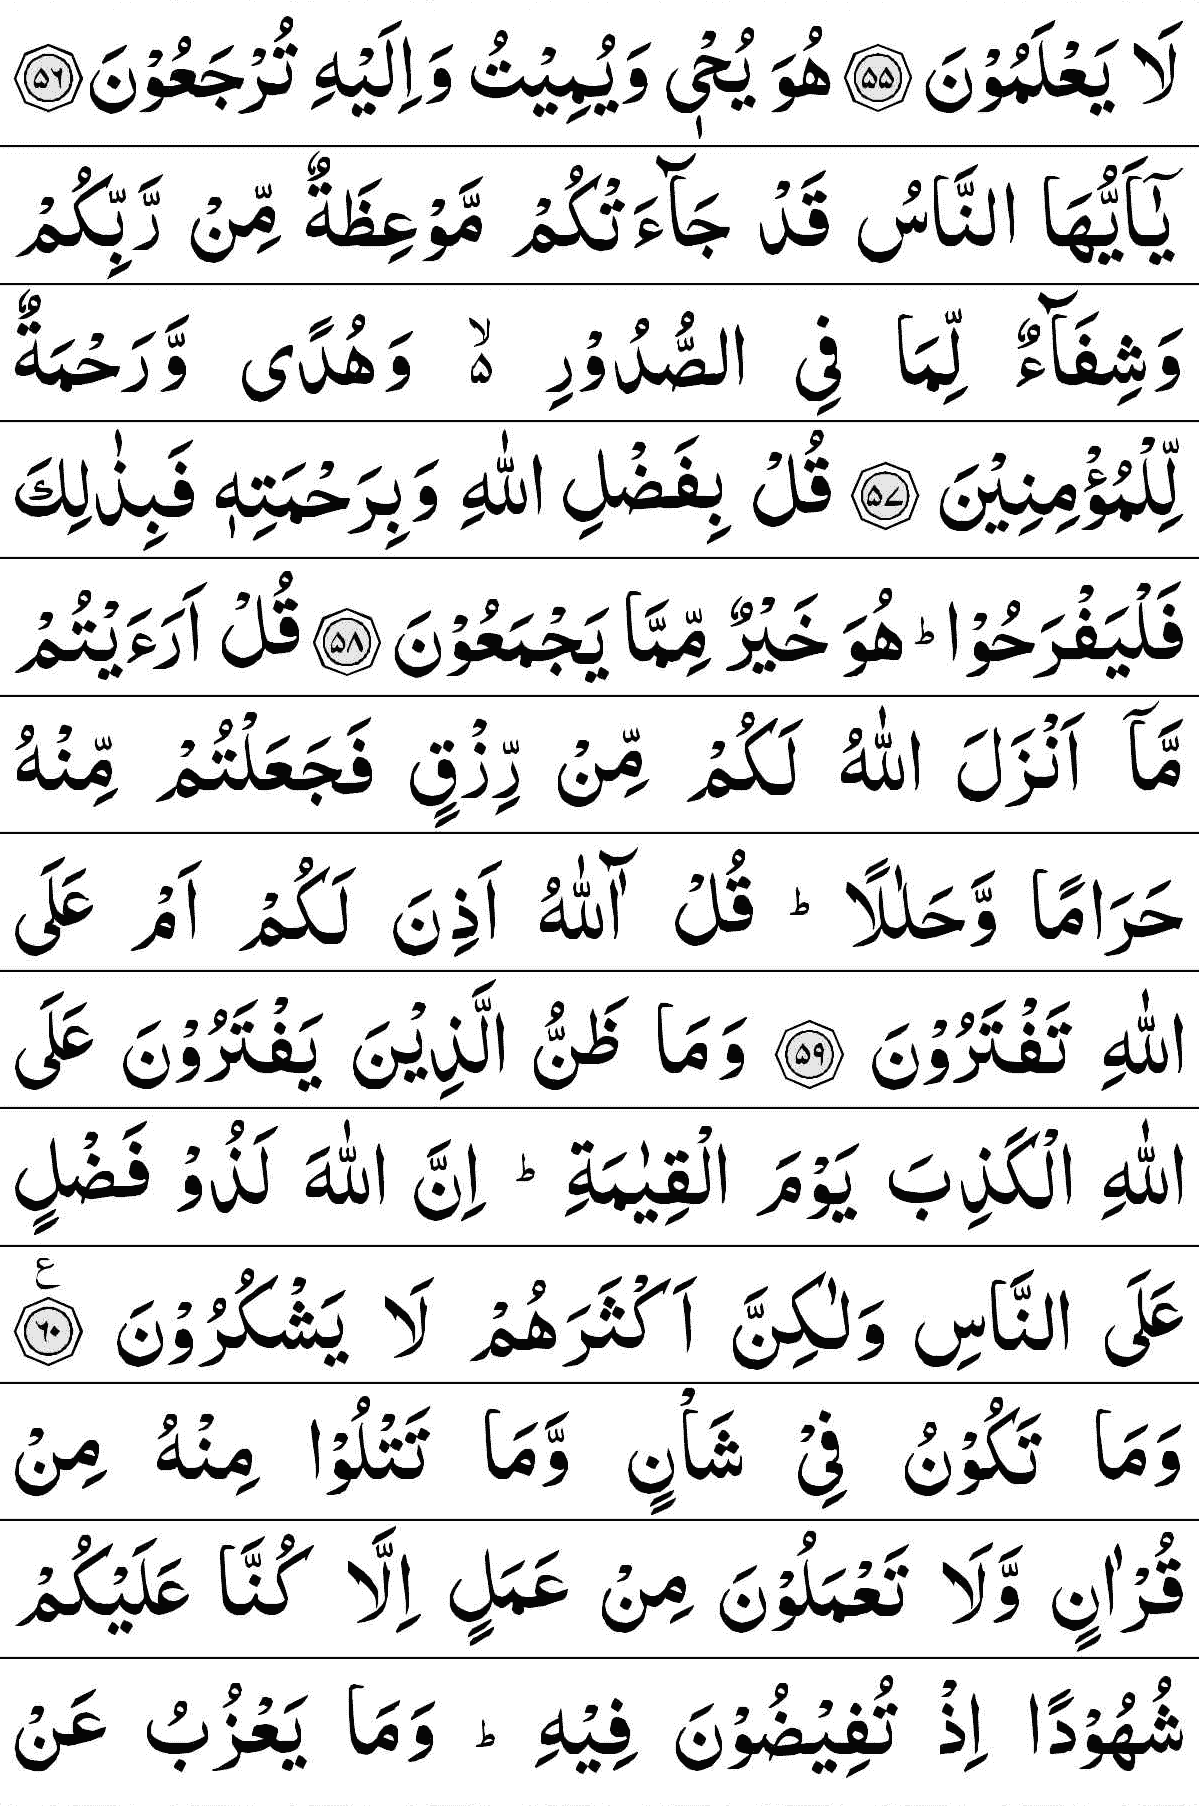 لَا يَعْلَمُوْنَ ﴿۵۵﴾ هُوَ يُحْیٖ وَيُمِيْتُ وَاِلَيْهِ تُرْجَعُوْنَ ﴿۵۶﴾
يٰۤاَيُّهَا النَّاسُ قَدْ جَآءَتْكُمْ مَّوْعِظَةٌ مِّنْ رَّبِّكُمْ
وَشِفَآءٌ لِّمَا فِی الصُّدُوْرِ ۙ۵ وَهُدًی وَّرَحْمَةٌ
لِّلْمُؤْمِنِيْنَ ﴿۵۷﴾ قُلْ بِفَضْلِ اللّٰهِ وَبِرَحْمَتِهٖ فَبِذٰلِكَ
فَلْيَفْرَحُوْا ؕ هُوَ خَيْرٌ مِّمَّا يَجْمَعُوْنَ ﴿۵۸﴾ قُلْ اَرَءَيْتُمْ
مَّاۤ اَنْزَلَ اللّٰهُ لَكُمْ مِّنْ رِّزْقٍ فَجَعَلْتُمْ مِّنْهُ
حَرَامًا وَّحَلٰلًا ؕ قُلْ آٰللّٰهُ اَذِنَ لَكُمْ اَمْ عَلَی
اللّٰهِ تَفْتَرُوْنَ ﴿۵۹﴾ وَمَا ظَنُّ الَّذِيْنَ يَفْتَرُوْنَ عَلَی
اللّٰهِ الْكَذِبَ يَوْمَ الْقِيٰمَةِ ؕ اِنَّ اللّٰهَ لَذُوْ فَضْلٍ
عَلَی النَّاسِ وَلٰكِنَّ اَكْثَرَهُمْ لَا يَشْكُرُوْنَ ﴿۶۰﴾ ع
وَمَا تَكُوْنُ فِیْ شَاْنٍ وَّمَا تَتْلُوْا مِنْهُ مِنْ
قُرْاٰنٍ وَّلَا تَعْمَلُوْنَ مِنْ عَمَلٍ اِلَّا كُنَّا عَلَيْكُمْ
شُهُوْدًا اِذْ تُفِيْضُوْنَ فِيْهِ ؕ وَمَا يَعْزُبُ عَنْ